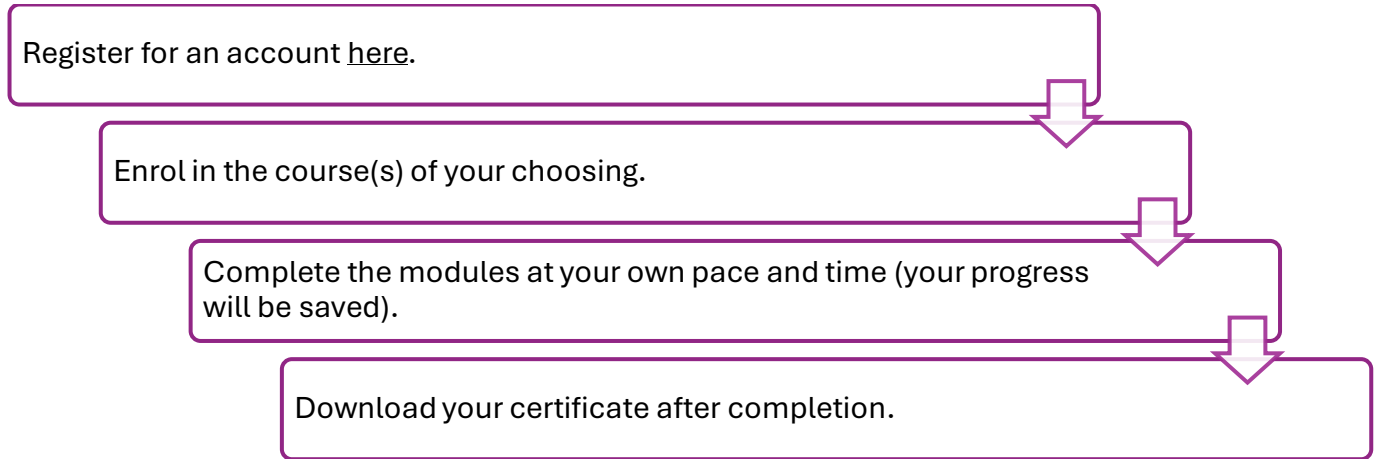 Register for an account here.
Enrol in the course(s) of your choosing.
Complete the modules at your own pace and time (your progress
will be saved).
Download your certificate after completion.